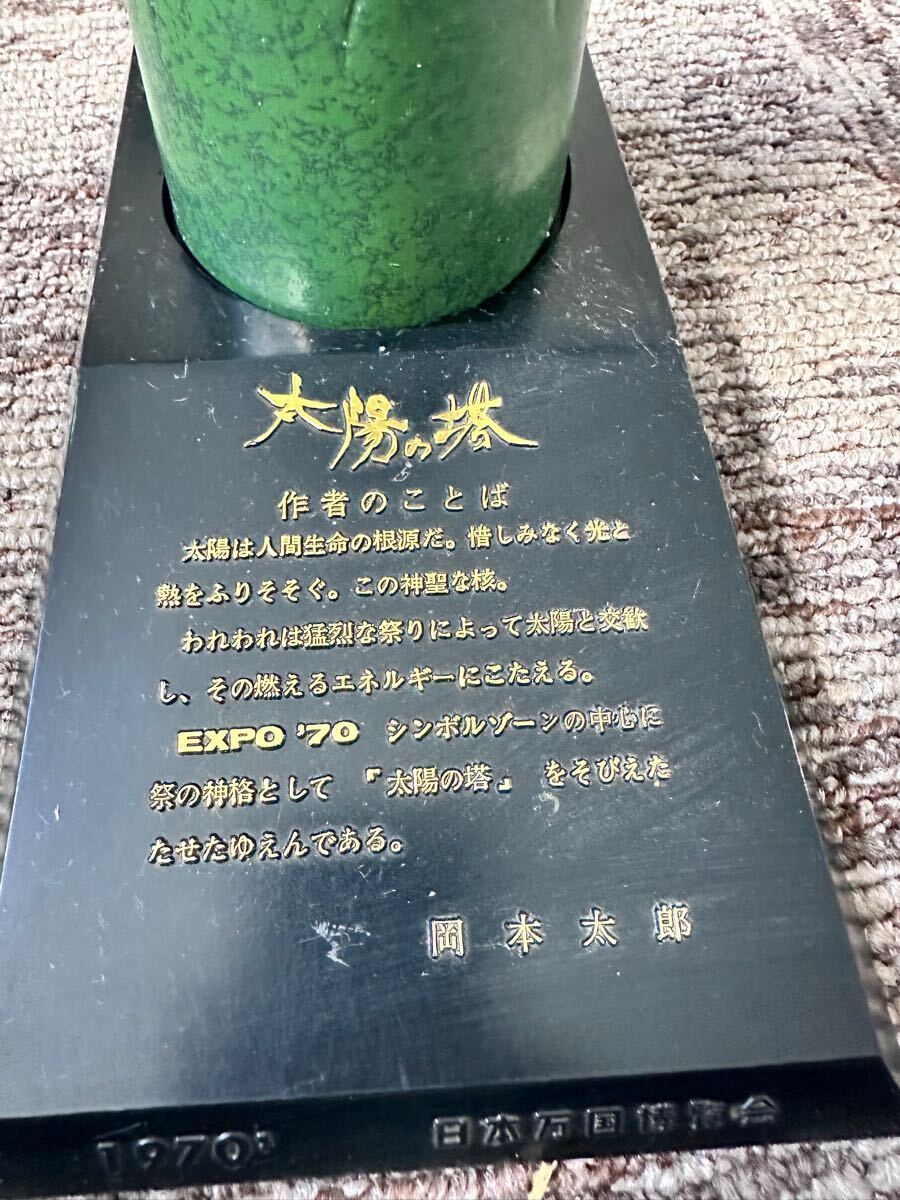 太陽の塔
作者のことば
太陽は人間生命の根源だ。惜しみなく光と
熱をふりそそぐ。この神聖な核。
われわれは猛烈な祭りによって太陽と交歓
し、その燃えるエネルギーにこたえる。
EXPO '70 シンボルゾーンの中心に
祭の神格として 『太陽の塔』 をそびえた
たせたゆえんである。
岡本太郎
1970' 日本万国博覧会